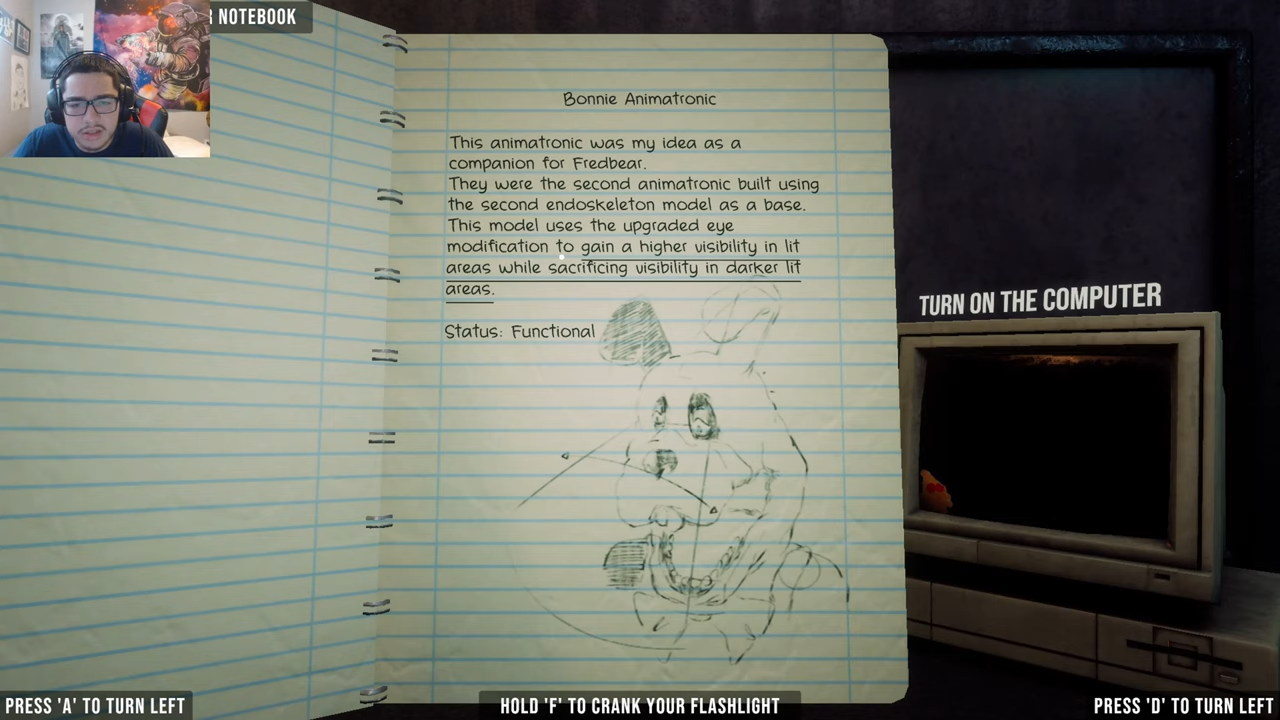 R NOTEBOOK
Bonnie Animatronic
This animatronic was my idea as a
companion for Fredbear.
They were the second animatronic built using
the second endoskeleton model as a base.
This model uses the upgraded eye
modification to gain a higher visibility in lit
areas while sacrificing visibility in darker lit
areas.
Status: Functional
TURN ON THE COMPUTER
PRESS 'A' TO TURN LEFT
HOLD 'F' TO CRANK YOUR FLASHLIGHT
PRESS 'D' TO TURN LEFT